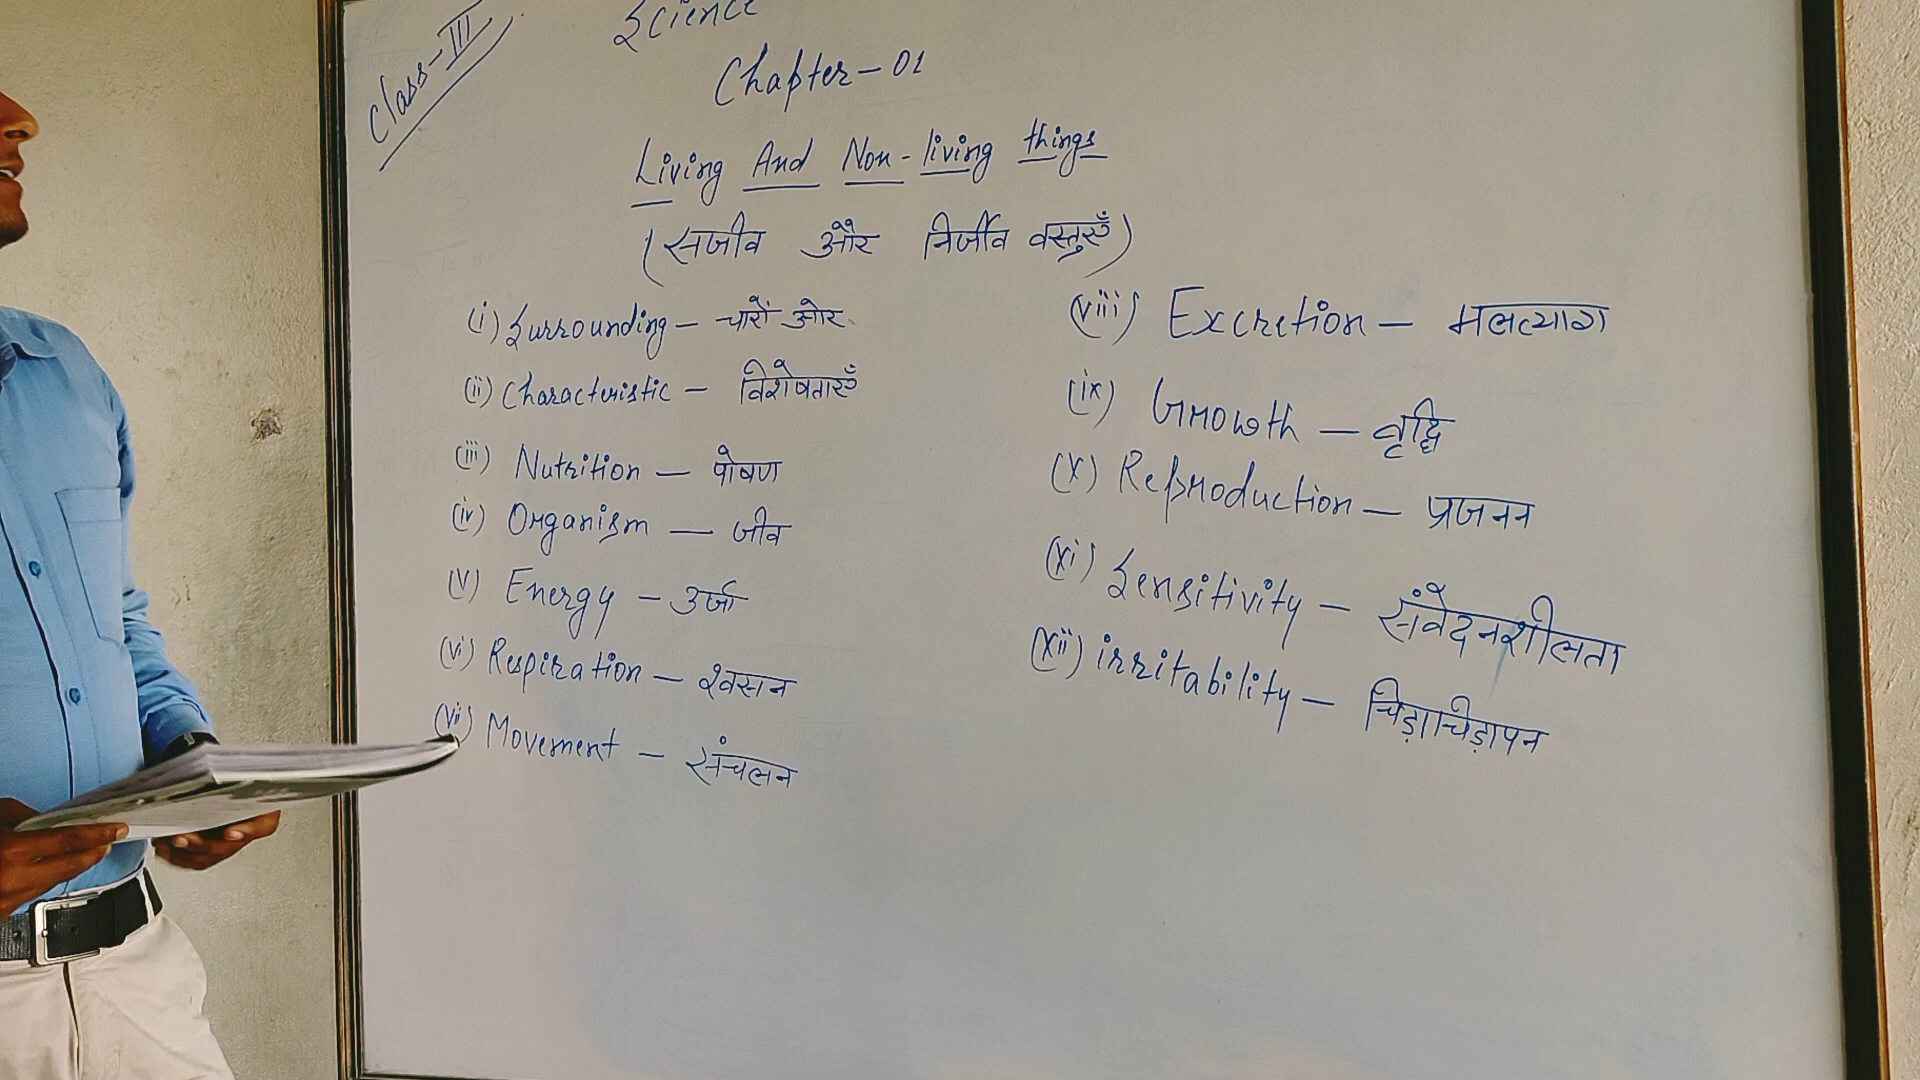 Class-III
Science
Chapter-01
Living And Non-living things
(सजीव और निर्जीव वस्तुएँ)
(i) Surrounding - चारों ओर
(ii) Characteristic - विशेषताएँ
(iii) Nutrition - पोषण
(iv) Organism - जीव
(v) Energy - उर्जा
(vi) Respiration - श्वसन
(vii) Movement - संचलन
(viii) Excretion - मलत्याग
(ix) Growth - वृद्धि
(x) Reproduction - प्रजनन
(xi) Sensitivity - संवेदनशीलता
(xii) irritability - चिड़ाचिड़ापन